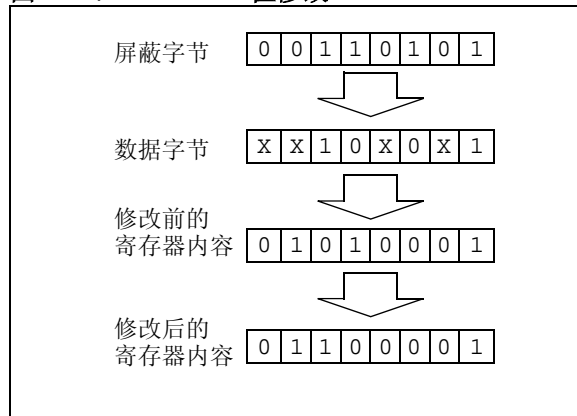 屏蔽字节 0 0 1 1 0 1 0 1
数据字节 X X 1 0 X 0 X 1
修改前的
寄存器内容 0 1 0 1 0 0 0 1
修改后的
寄存器内容 0 1 1 0 0 0 0 1